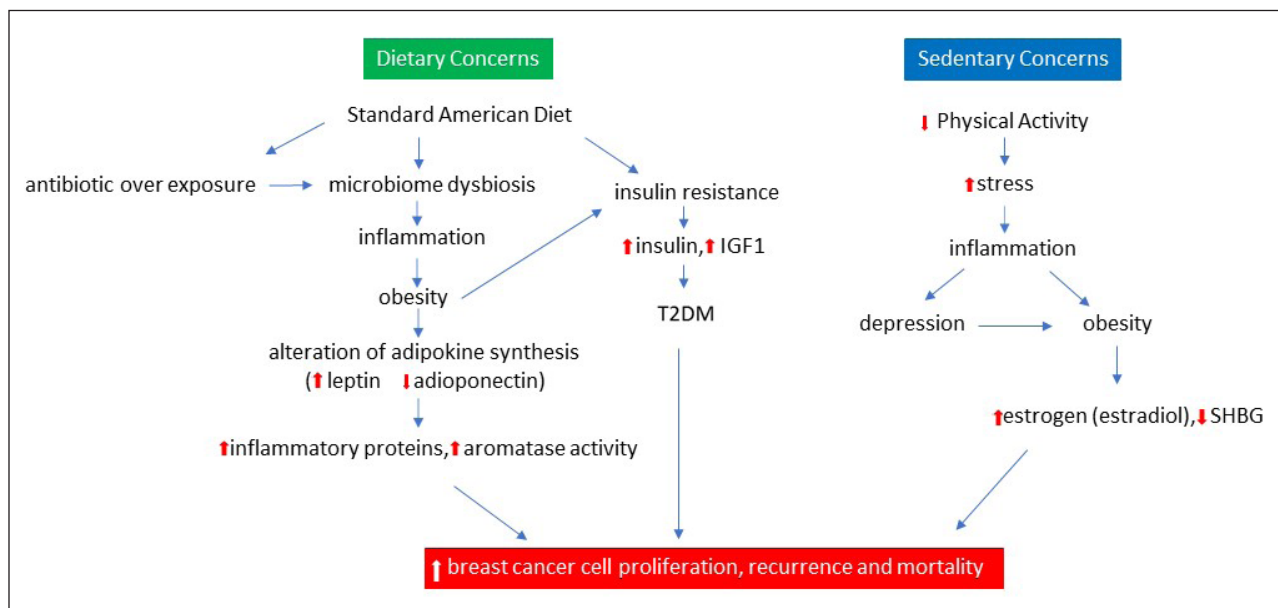 Dietary Concerns
Standard American Diet
antibiotic over exposure
microbiome dysbiosis
inflammation
obesity
alteration of adipokine synthesis
(⬆leptin ⬇adioponectin)
⬆inflammatory proteins,⬆aromatase activity
insulin resistance
⬆insulin,⬆IGF1
T2DM
Sedentary Concerns
⬇ Physical Activity
⬆stress
inflammation
depression
obesity
⬆estrogen (estradiol),⬇SHBG
⬆ breast cancer cell proliferation, recurrence and mortality